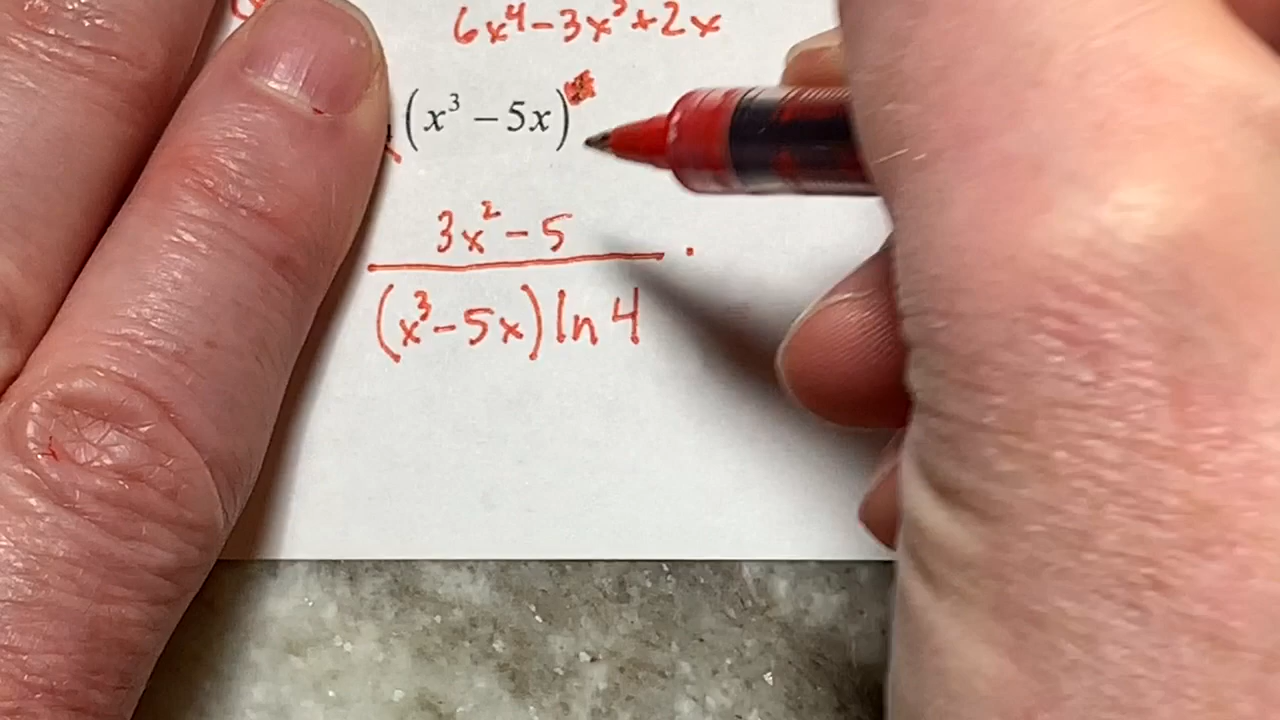 6x⁴-3x³+2x
(x³ - 5x)
3x² - 5 ·
(x³-5x) ln 4